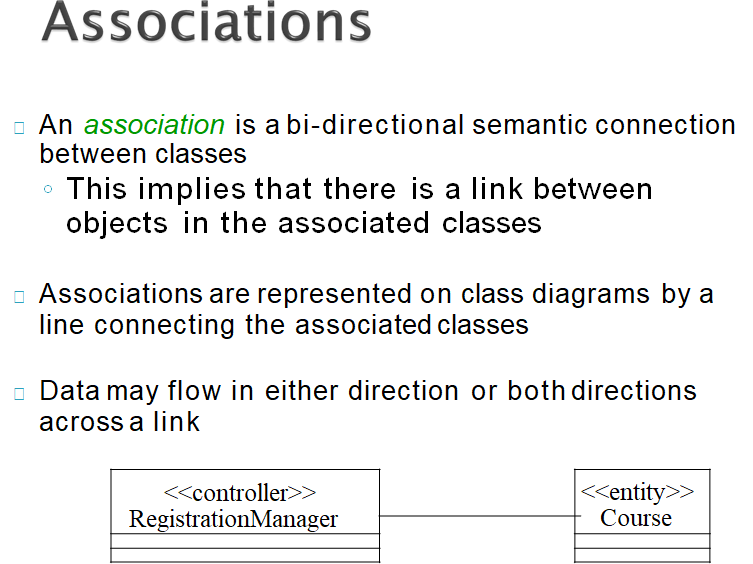 Associations
An association is a bi-directional semantic connection
between classes
This implies that there is a link between
objects in the associated classes
Associations are represented on class diagrams by a
line connecting the associated classes
Data may flow in either direction or both directions
across a link
<<controller>>
RegistrationManager
<<entity>>
Course